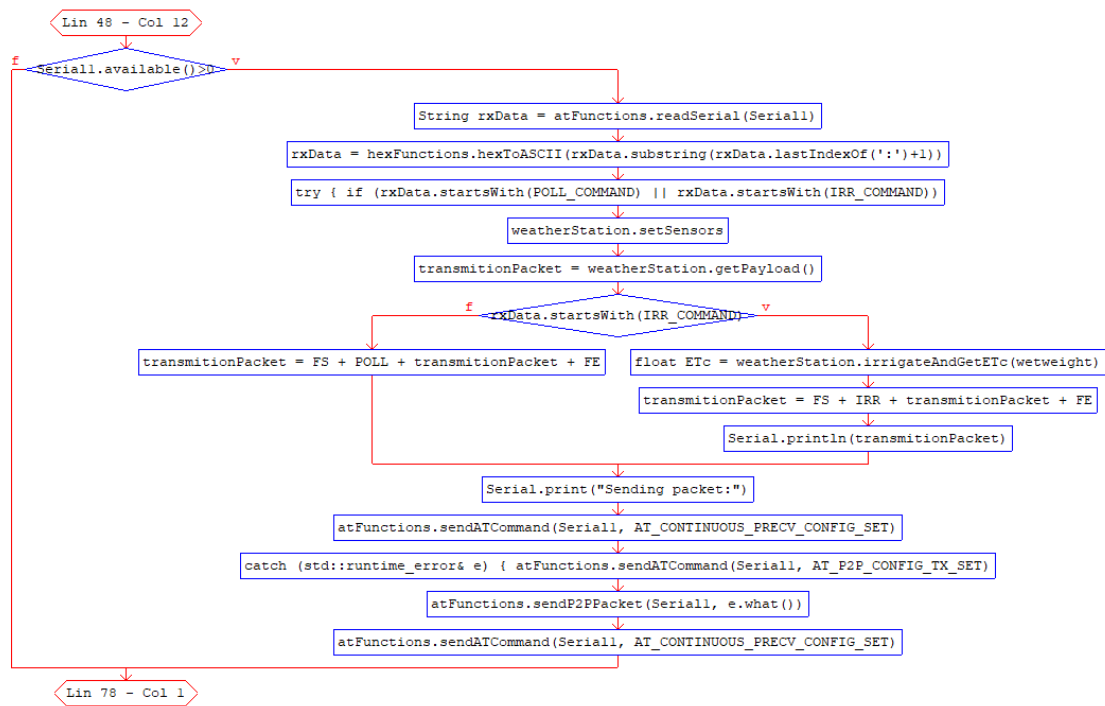 Lin 48 - Col 12
f
v
Serial1.available()>0
String rxData = atFunctions.readSerial(Serial1)
rxData = hexFunctions.hexToASCII(rxData.substring(rxData.lastIndexOf(':')+1))
try { if (rxData.startsWith(POLL_COMMAND) || rxData.startsWith(IRR_COMMAND))
weatherStation.setSensors
transmitionPacket = weatherStation.getPayload()
f
v
rxData.startsWith(IRR_COMMAND)
transmitionPacket = FS + POLL + transmitionPacket + FE
float ETc = weatherStation.irrigateAndGetETc(wetweight)
transmitionPacket = FS + IRR + transmitionPacket + FE
Serial.println(transmitionPacket)
Serial.print("Sending packet:")
atFunctions.sendATCommand(Serial1, AT_CONTINUOUS_PRECV_CONFIG_SET)
catch (std::runtime_error& e) { atFunctions.sendATCommand(Serial1, AT_P2P_CONFIG_TX_SET)
atFunctions.sendP2PPacket(Serial1, e.what())
atFunctions.sendATCommand(Serial1, AT_CONTINUOUS_PRECV_CONFIG_SET)
Lin 78 - Col 1